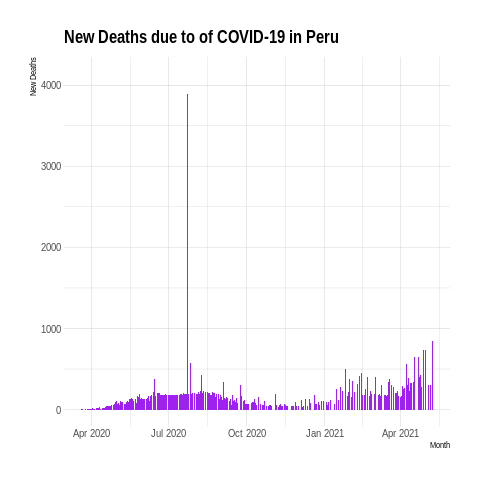 New Deaths due to of COVID-19 in Peru
New Deaths
4000
3000
2000
1000
0
Apr 2020 Jul 2020 Oct 2020 Jan 2021 Apr 2021
Month